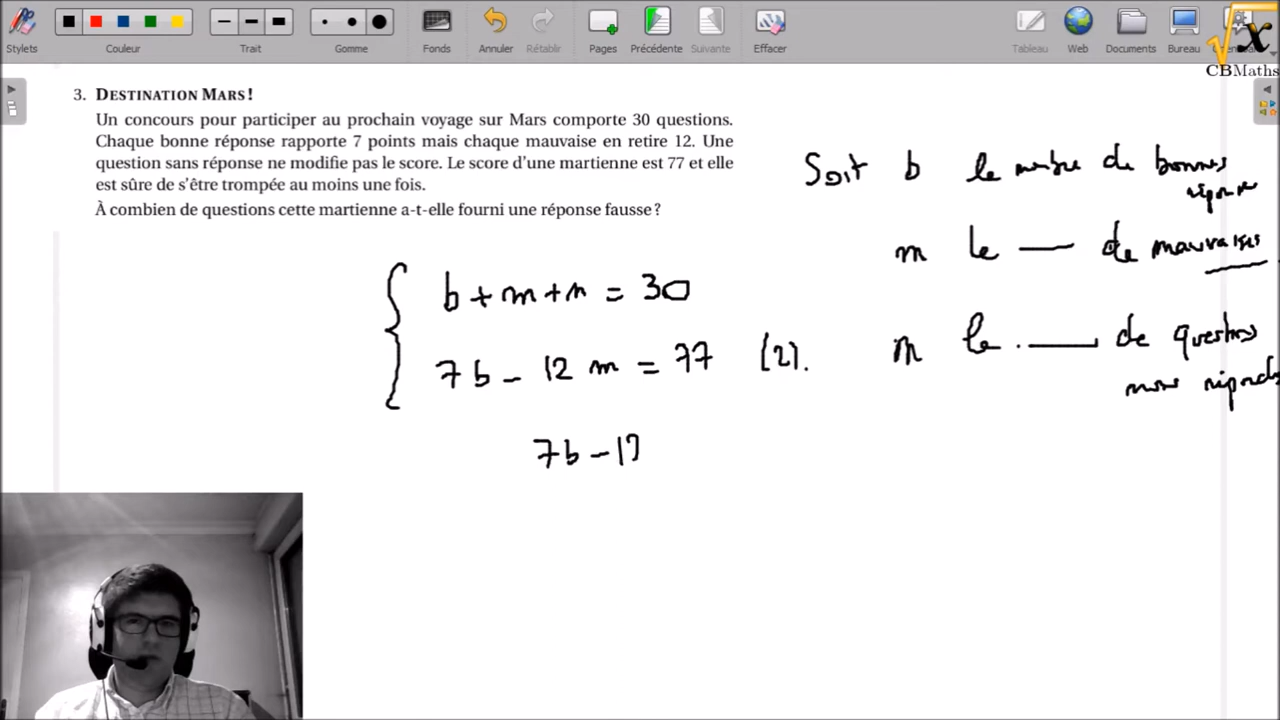 Stylets Couleur Trait Gomme Fonds Annuler Rétablir Pages Précédente Suivante Effacer Tableau Web Documents Bureau
CBMaths
3. DESTINATION MARS !
Un concours pour participer au prochain voyage sur Mars comporte 30 questions.
Chaque bonne réponse rapporte 7 points mais chaque mauvaise en retire 12. Une
question sans réponse ne modifie pas le score. Le score d'une martienne est 77 et elle
est sûre de s'être trompée au moins une fois.
À combien de questions cette martienne a-t-elle fourni une réponse fausse ?
Soit b le nombre de bonnes
réponses
m le — de mauvaises
n le — de questions
non répondu
b + m + n = 30
7b - 12 m = 77 (2).
7b - 1